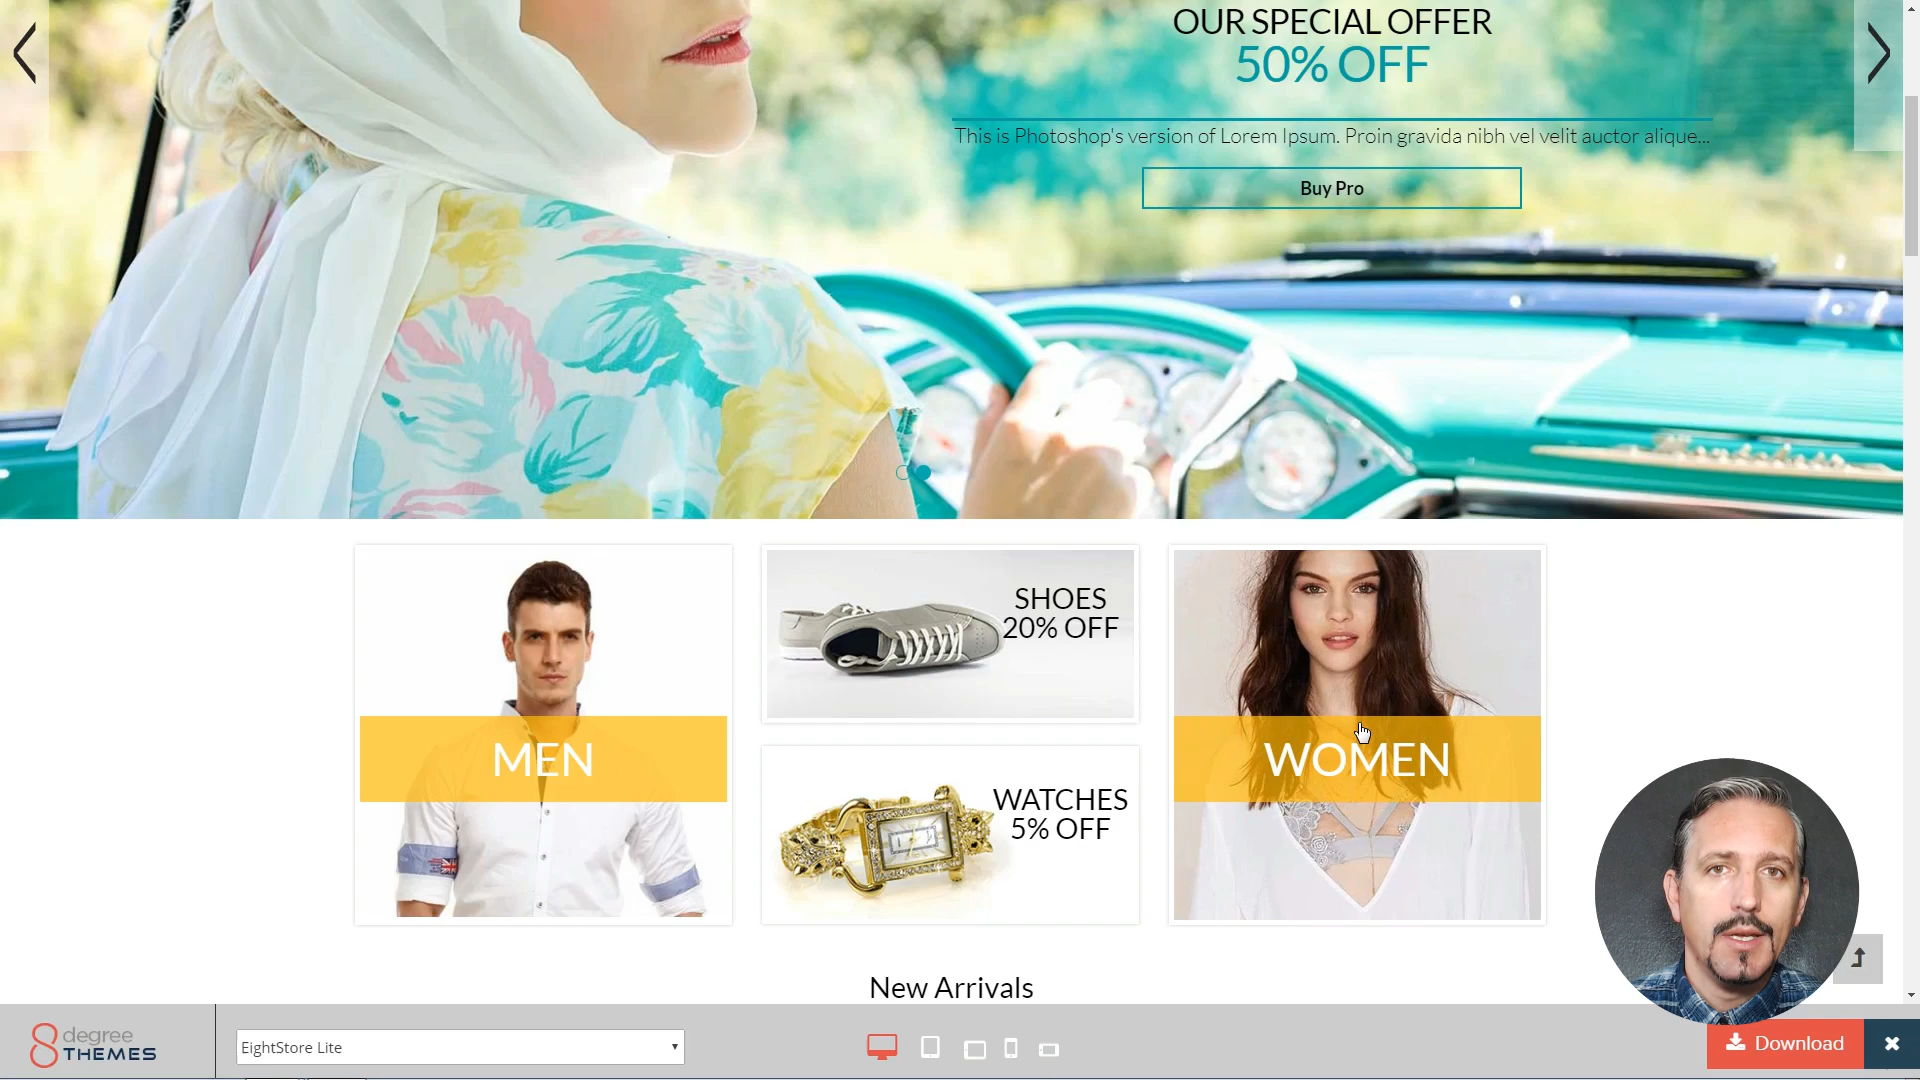 OUR SPECIAL OFFER
50% OFF
This is Photoshop's version of Lorem Ipsum. Proin gravida nibh vel velit auctor alique...
Buy Pro
MEN
SHOES
20% OFF
WATCHES
5% OFF
WOMEN
New Arrivals
8 degree
THEMES
EightStore Lite
Download